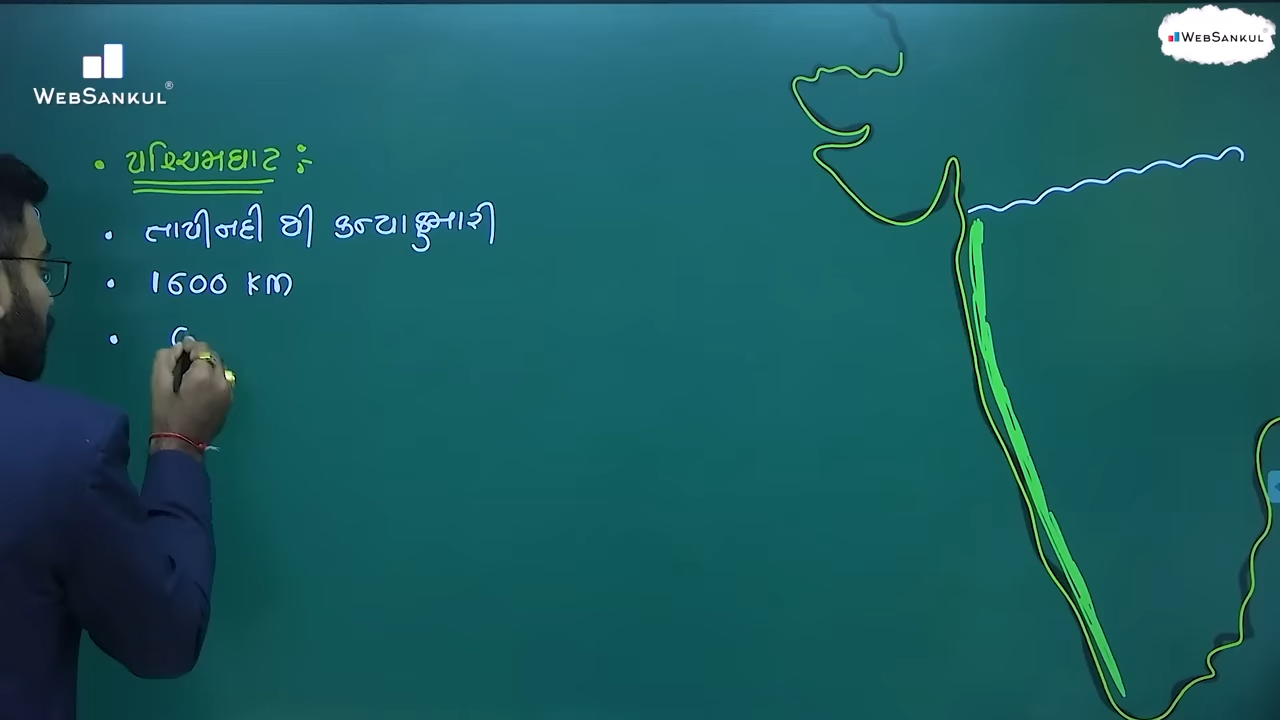 WEBSANKUL®
WEBSANKUL
• પશ્ચિમઘાટ :-
• તાપીનદી થી કન્યાકુમારી
• 1600 KM
•